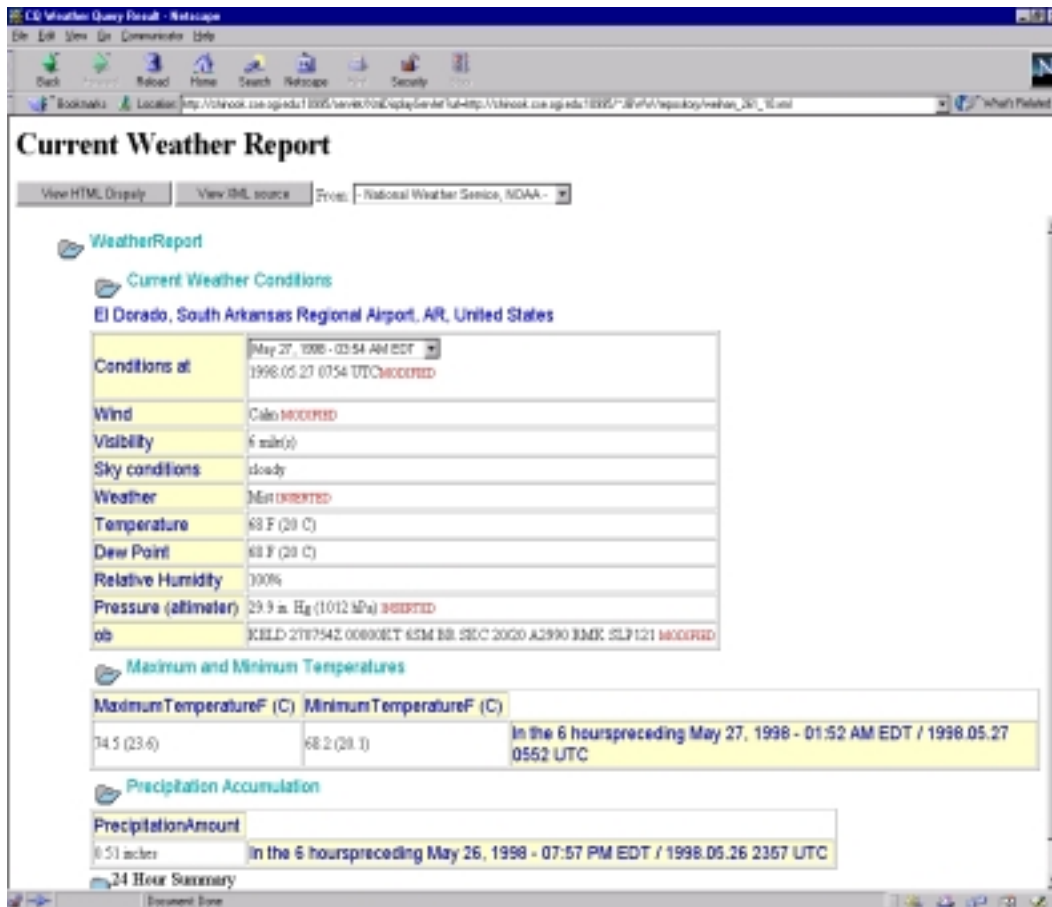 CQ Weather Query Result - Netscape
File Edit View Go Communicator Help
Back Reload Home Search Netscape Print Security
Bookmarks Location: What's Related
Current Weather Report
View HTML Dispaly View XML source From: - National Weather Service, NOAA -
WeatherReport
Current Weather Conditions
El Dorado, South Arkansas Regional Airport, AR, United States
Conditions at May 27, 1998 - 03:54 AM EDT
1998.05.27 0754 UTC MODIFIED
Wind Calm MODIFIED
Visibility 6 mile(s)
Sky conditions cloudy
Weather Mist INSERTED
Temperature 68 F (20 C)
Dew Point 68 F (20 C)
Relative Humidity 100%
Pressure (altimeter) 29.9 in. Hg (1012 hPa) INSERTED
ob KELD 270754Z 00000KT 6SM BR SKC 20/20 A2990 RMK SLP121 MODIFIED
Maximum and Minimum Temperatures
MaximumTemperatureF (C) MinimumTemperatureF (C)
74.5 (23.6) 68.2 (20.1) In the 6 hourspreceding May 27, 1998 - 01:52 AM EDT / 1998.05.27
0552 UTC
Precipitation Accumulation
PrecipitationAmount
0.51 inches In the 6 hourspreceding May 26, 1998 - 07:57 PM EDT / 1998.05.26 2357 UTC
24 Hour Summary
Document: Done